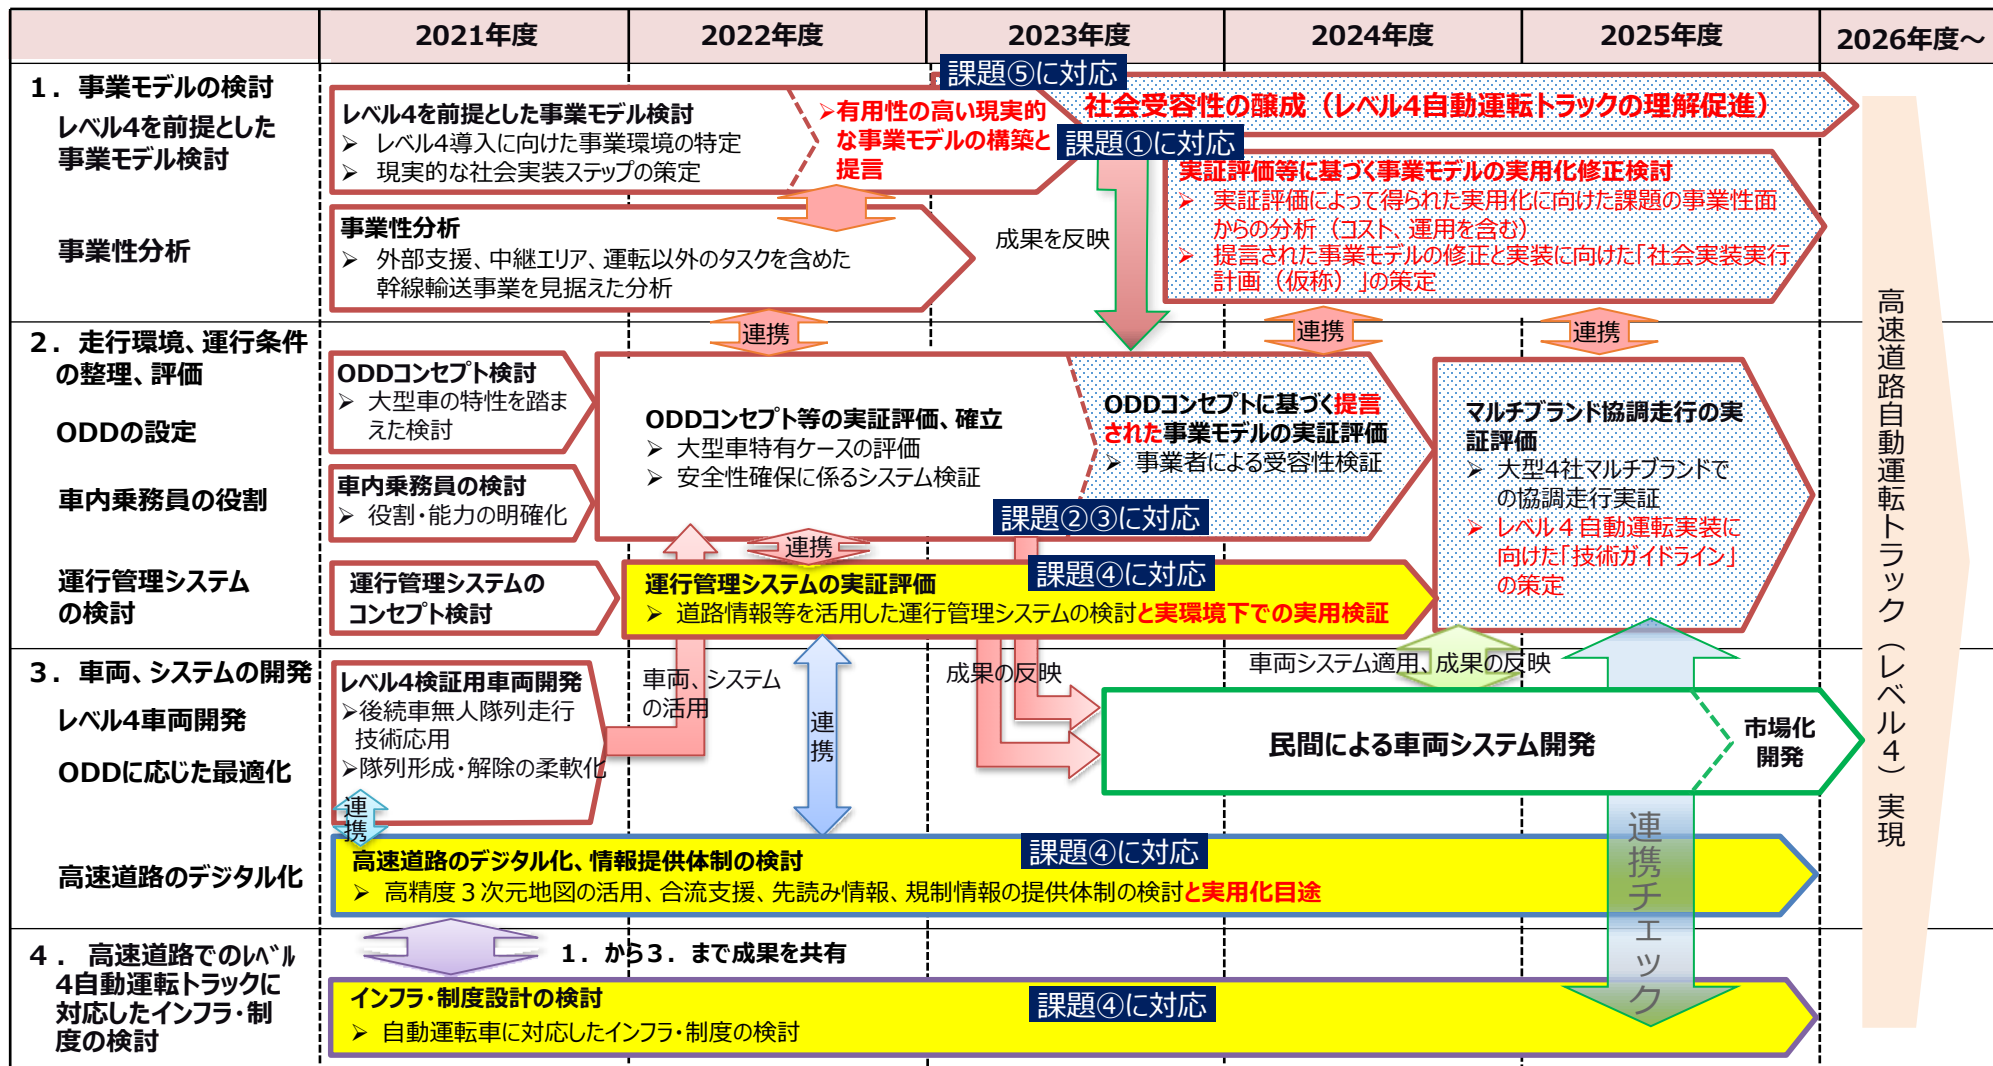 2021年度
2022年度
2023年度
2024年度
2025年度
2026年度～
1．事業モデルの検討
レベル4を前提とした
事業モデル検討
事業性分析
レベル4を前提とした事業モデル検討
➢ レベル4導入に向けた事業環境の特定
➢ 現実的な社会実装ステップの策定
➢有用性の高い現実的
な事業モデルの構築と
提言
課題⑤に対応
社会受容性の醸成（レベル4自動運転トラックの理解促進）
課題①に対応
実証評価等に基づく事業モデルの実用化修正検討
➢ 実証評価によって得られた実用化に向けた課題の事業性面
からの分析（コスト、運用を含む）
➢ 提言された事業モデルの修正と実装に向けた「社会実装実行
計画（仮称）」の策定
事業性分析
➢ 外部支援、中継エリア、運転以外のタスクを含めた
幹線輸送事業を見据えた分析
成果を反映
連携
連携
連携
2．走行環境、運行条件
の整理、評価
ODDの設定
車内乗務員の役割
運行管理システム
の検討
ODDコンセプト検討
➢ 大型車の特性を踏ま
えた検討
車内乗務員の検討
➢ 役割・能力の明確化
運行管理システムの
コンセプト検討
ODDコンセプト等の実証評価、確立
➢ 大型車特有ケースの評価
➢ 安全性確保に係るシステム検証
ODDコンセプトに基づく提言
された事業モデルの実証評価
➢ 事業者による受容性検証
課題②③に対応
連携
運行管理システムの実証評価
課題④に対応
➢ 道路情報等を活用した運行管理システムの検討と実環境下での実用検証
マルチブランド協調走行の実
証評価
➢ 大型4社マルチブランドで
の協調走行実証
➢ レベル４自動運転実装に
向けた「技術ガイドライン」
の策定
3．車両、システムの開発
レベル4車両開発
ODDに応じた最適化
高速道路のデジタル化
レベル4検証用車両開発
➢後続車無人隊列走行
技術応用
➢隊列形成・解除の柔軟化
車両、システム
の活用
連携
連携
成果の反映
車両システム適用、成果の反映
民間による車両システム開発
市場化
開発
高速道路のデジタル化、情報提供体制の検討
課題④に対応
➢ 高精度３次元地図の活用、合流支援、先読み情報、規制情報の提供体制の検討と実用化目途
連携チェック
4．高速道路でのﾚﾍﾞﾙ
4自動運転トラックに
対応したインフラ・制
度の検討
1．から3．まで成果を共有
インフラ・制度設計の検討
課題④に対応
➢ 自動運転車に対応したインフラ・制度の検討
高速道路自動運転トラック（レベル４）実現